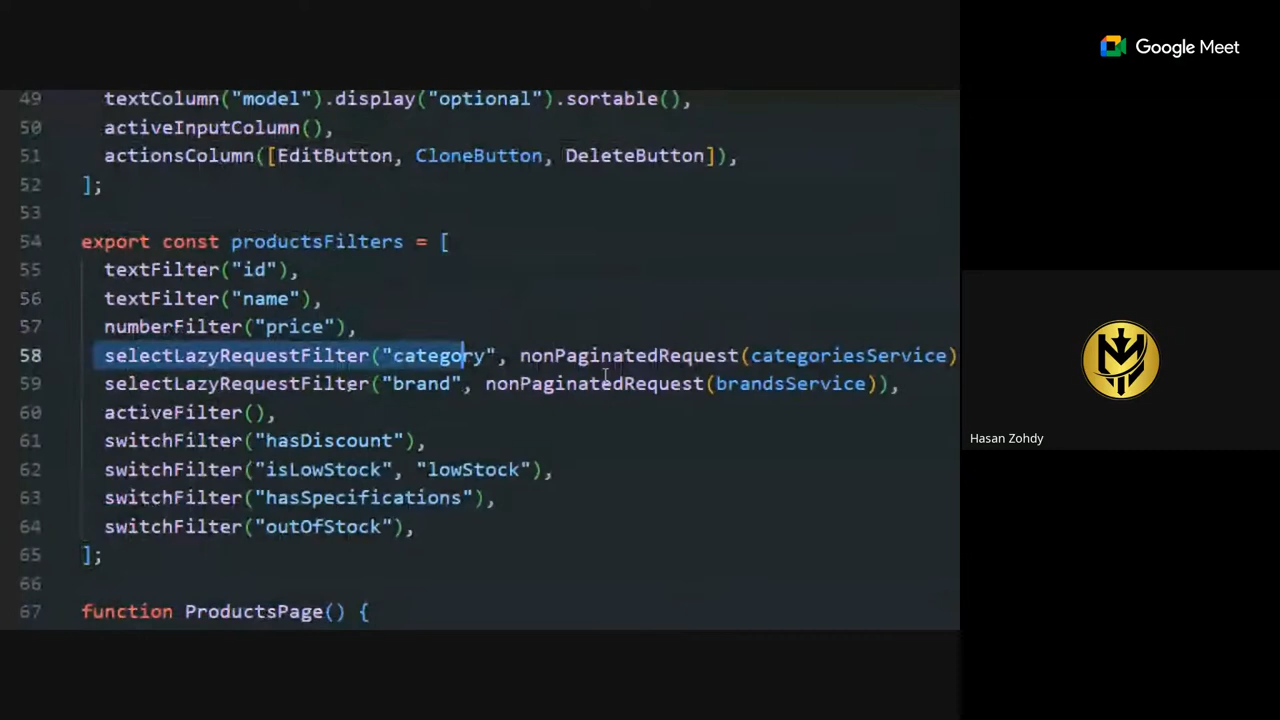 49 textColumn("model").display("optional").sortable(),
50 activeInputColumn(),
51 actionsColumn([EditButton, CloneButton, DeleteButton]),
52 ];
53
54 export const productsFilters = [
55 textFilter("id"),
56 textFilter("name"),
57 numberFilter("price"),
58 selectLazyRequestFilter("category", nonPaginatedRequest(categoriesService)
59 selectLazyRequestFilter("brand", nonPaginatedRequest(brandsService)),
60 activeFilter(),
61 switchFilter("hasDiscount"),
62 switchFilter("isLowStock", "lowStock"),
63 switchFilter("hasSpecifications"),
64 switchFilter("outOfStock"),
65 ];
66
67 function ProductsPage() {
Google Meet
Hasan Zohdy